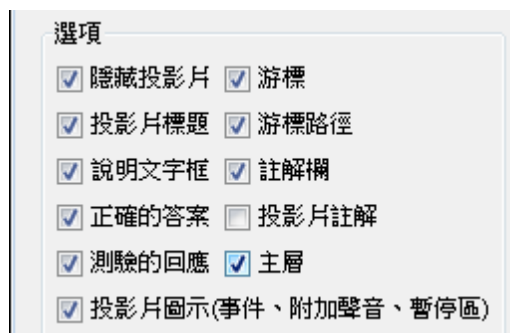 選項
隱藏投影片 游標
投影片標題 游標路徑
說明文字框 註解欄
正確的答案 投影片註解
測驗的回應 主層
投影片圖示(事件、附加聲音、暫停區)